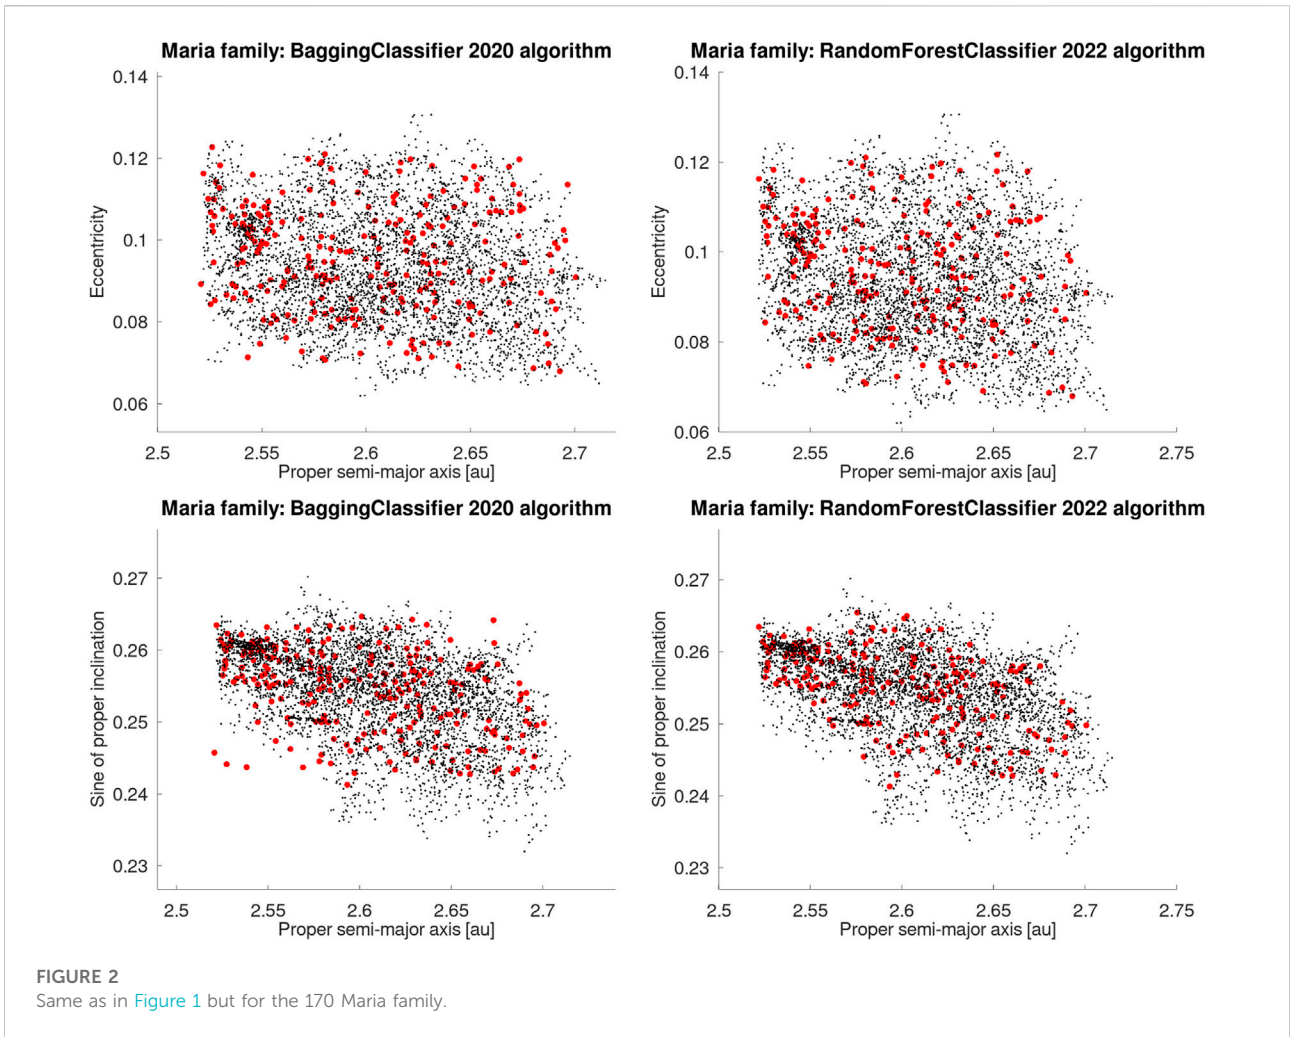 Maria family: BaggingClassifier 2020 algorithm
0.14
0.12
0.1
0.08
0.06
Eccentricity
2.5 2.55 2.6 2.65 2.7
Proper semi-major axis [au]
Maria family: RandomForestClassifier 2022 algorithm
0.14
0.12
0.1
0.08
0.06
Eccentricity
2.5 2.55 2.6 2.65 2.7 2.75
Proper semi-major axis [au]
Maria family: BaggingClassifier 2020 algorithm
0.27
0.26
0.25
0.24
0.23
Sine of proper inclination
2.5 2.55 2.6 2.65 2.7
Proper semi-major axis [au]
Maria family: RandomForestClassifier 2022 algorithm
0.27
0.26
0.25
0.24
0.23
Sine of proper inclination
2.5 2.55 2.6 2.65 2.7 2.75
Proper semi-major axis [au]
FIGURE 2
Same as in Figure 1 but for the 170 Maria family.